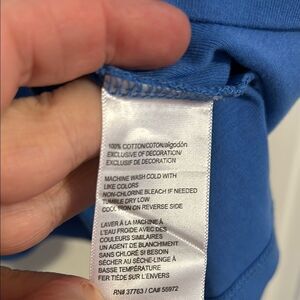 100% COTTON/COTON/algodón
EXCLUSIVE OF DECORATION/
EXCLUSIF DE DECORATION
MACHINE WASH COLD WITH
LIKE COLORS
NON-CHLORINE BLEACH IF NEEDED
TUMBLE DRY LOW
COOL IRON ON REVERSE SIDE
LAVER À LA MACHINE À
L'EAU FROIDE AVEC DES
COULEURS SIMILAIRES
UN AGENT DE BLANCHIMENT
SANS CHLORE SI BESOIN
SÉCHER AU SÈCHE-LINGE À
BASSE TEMPÉRATURE
FER TIÈDE SUR L'ENVERS
RN# 37763 / CA# 55972